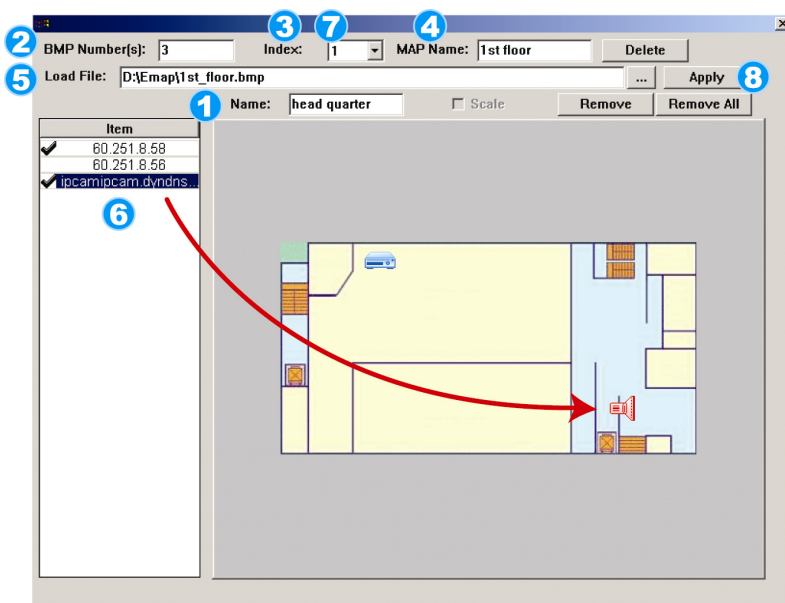 3 7 4
2 BMP Number(s): 3 Index: 1 MAP Name: 1st floor Delete
5 Load File: D:\Emap\1st_floor.bmp ... Apply 8
1 Name: head quarter Scale Remove Remove All
Item
60.251.8.58
60.251.8.56
ipcamipcam.dyndns...
6